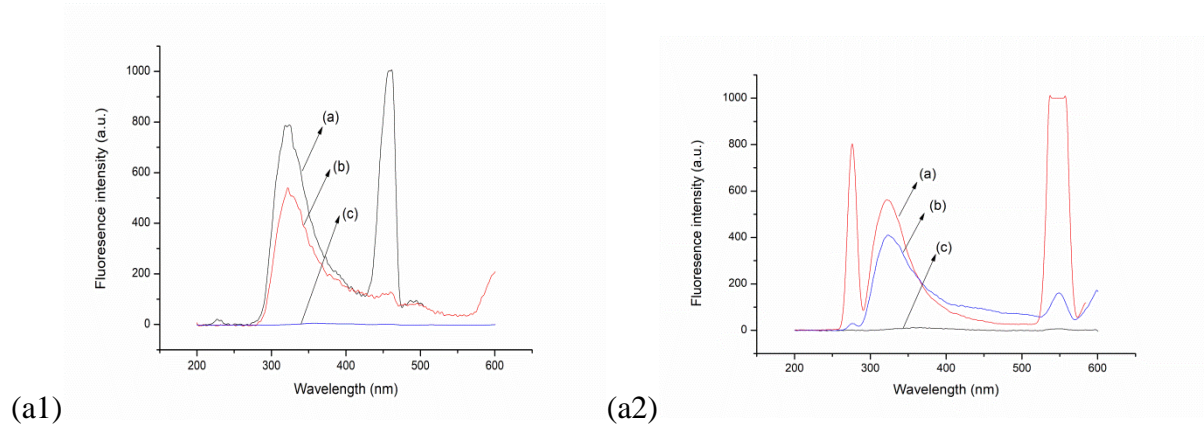 1000
800
600
400
200
0
Fluoresence intensity (a.u.)
(a)
(b)
(c)
200 300 400 500 600
Wavelength (nm)
(a1)
1000
800
600
400
200
0
Fluoresence intensity (a.u.)
(a)
(b)
(c)
200 300 400 500 600
Wavelength (nm)
(a2)